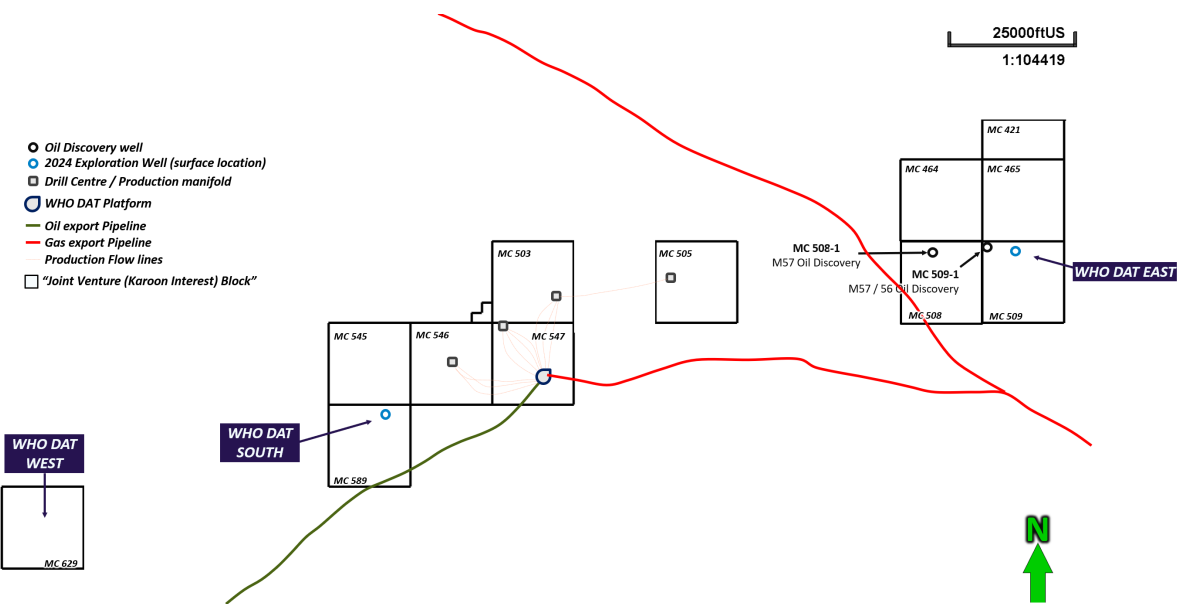 25000ftUS
1:104419
Oil Discovery well
2024 Exploration Well (surface location)
Drill Centre / Production manifold
WHO DAT Platform
Oil export Pipeline
Gas export Pipeline
Production Flow lines
"Joint Venture (Karoon Interest) Block"
MC 421
MC 464
MC 465
MC 503
MC 505
MC 508-1
M57 Oil Discovery
MC 509-1
M57 / 56 Oil Discovery
WHO DAT EAST
MC 508
MC 509
MC 545
MC 546
MC 547
WHO DAT
SOUTH
WHO DAT
WEST
MC 589
MC 629
N